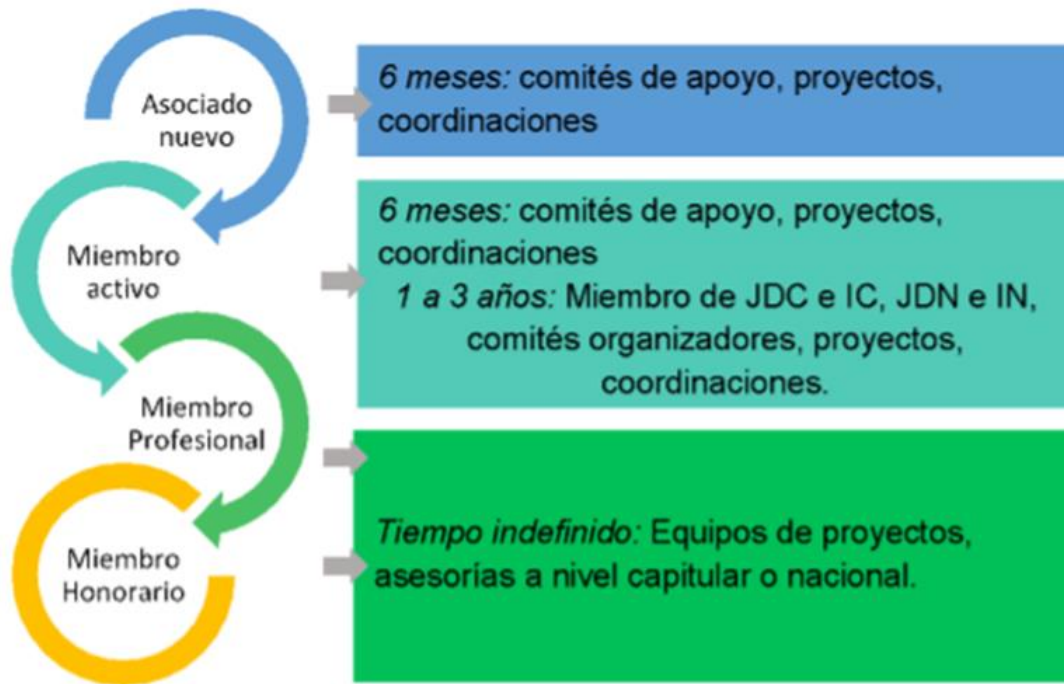 Asociado
nuevo
6 meses: comités de apoyo, proyectos,
coordinaciones
Miembro
activo
6 meses: comités de apoyo, proyectos,
coordinaciones
1 a 3 años: Miembro de JDC e IC, JDN e IN,
comités organizadores, proyectos,
coordinaciones.
Miembro
Profesional
Miembro
Honorario
Tiempo indefinido: Equipos de proyectos,
asesorías a nivel capitular o nacional.